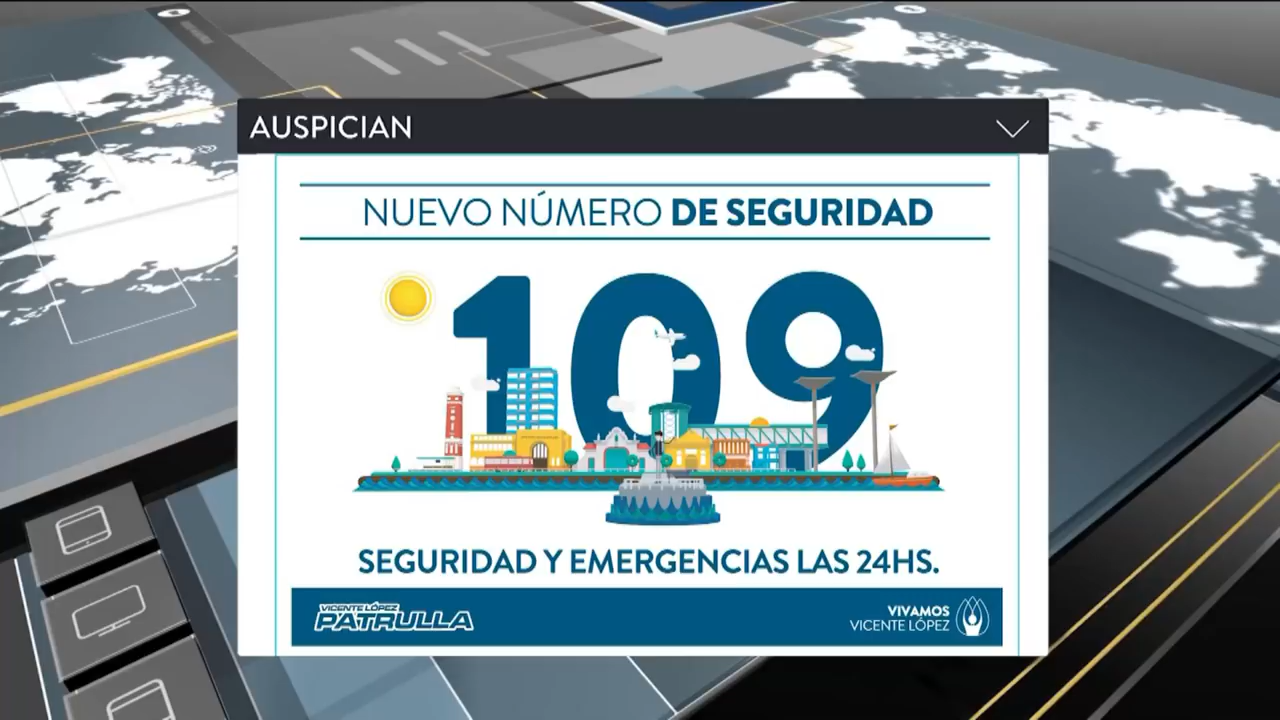 AUSPICIAN
NUEVO NÚMERO DE SEGURIDAD
109
SEGURIDAD Y EMERGENCIAS LAS 24HS.
VICENTE LÓPEZ
PATRULLA
VIVAMOS
VICENTE LÓPEZ